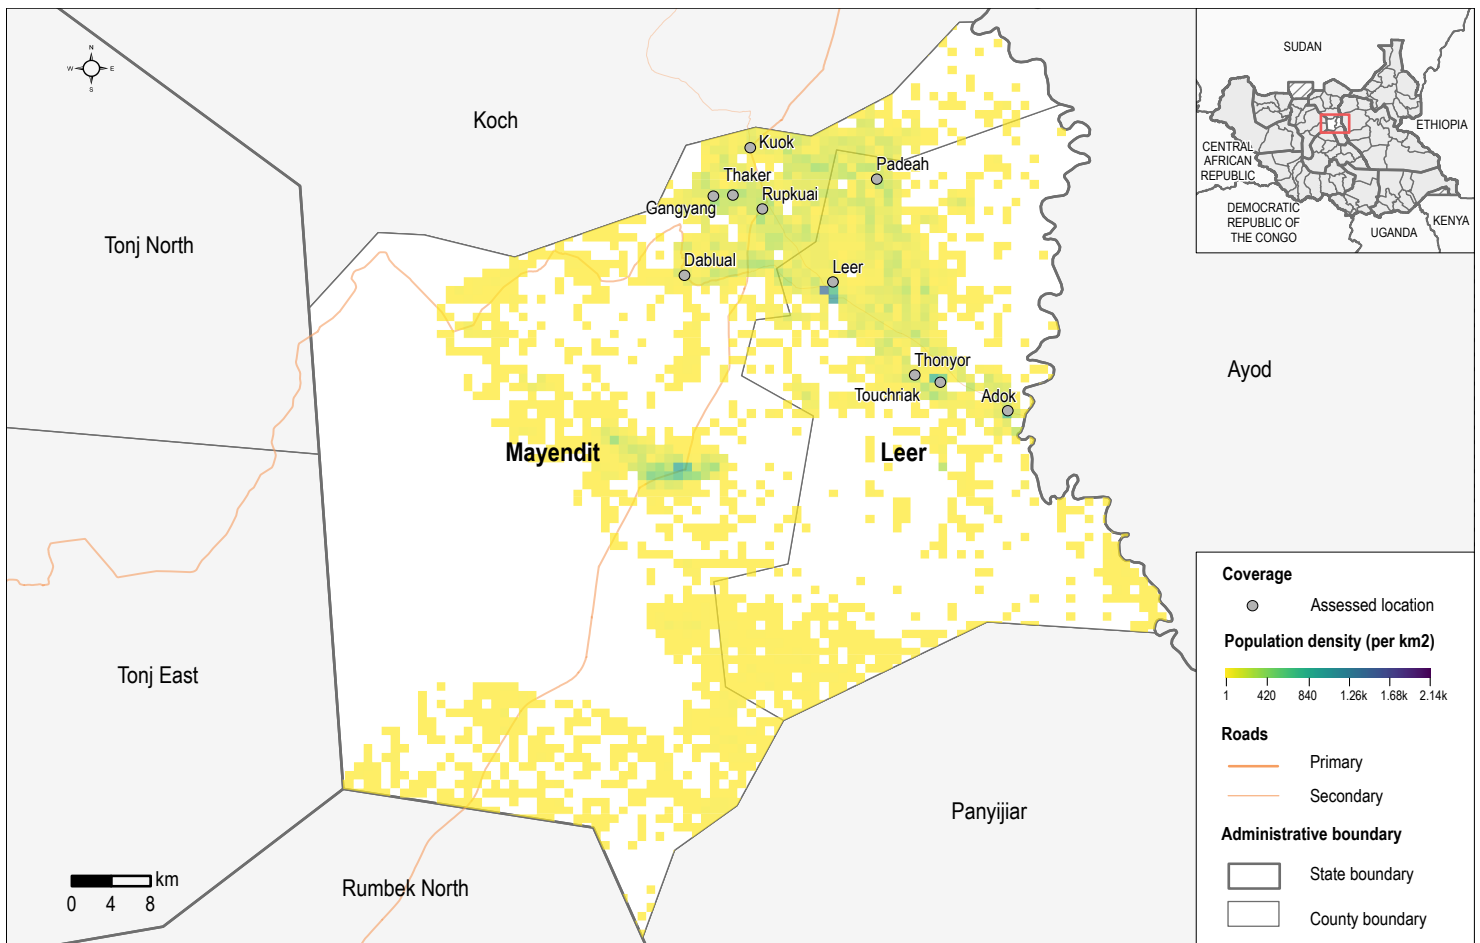 N
W
E
S
Koch
Tonj North
Tonj East
Rumbek North
Panyijiar
Ayod
Mayendit
Leer
Kuok
Thaker
Gangyang
Rupkuai
Padeah
Dablual
Leer
Thonyor
Touchriak
Adok
km
0 4 8
SUDAN
ETHIOPIA
CENTRAL
AFRICAN
REPUBLIC
DEMOCRATIC
REPUBLIC OF
THE CONGO
UGANDA
KENYA
Coverage
Assessed location
Population density (per km2)
1 420 840 1.26k 1.68k 2.14k
Roads
Primary
Secondary
Administrative boundary
State boundary
County boundary